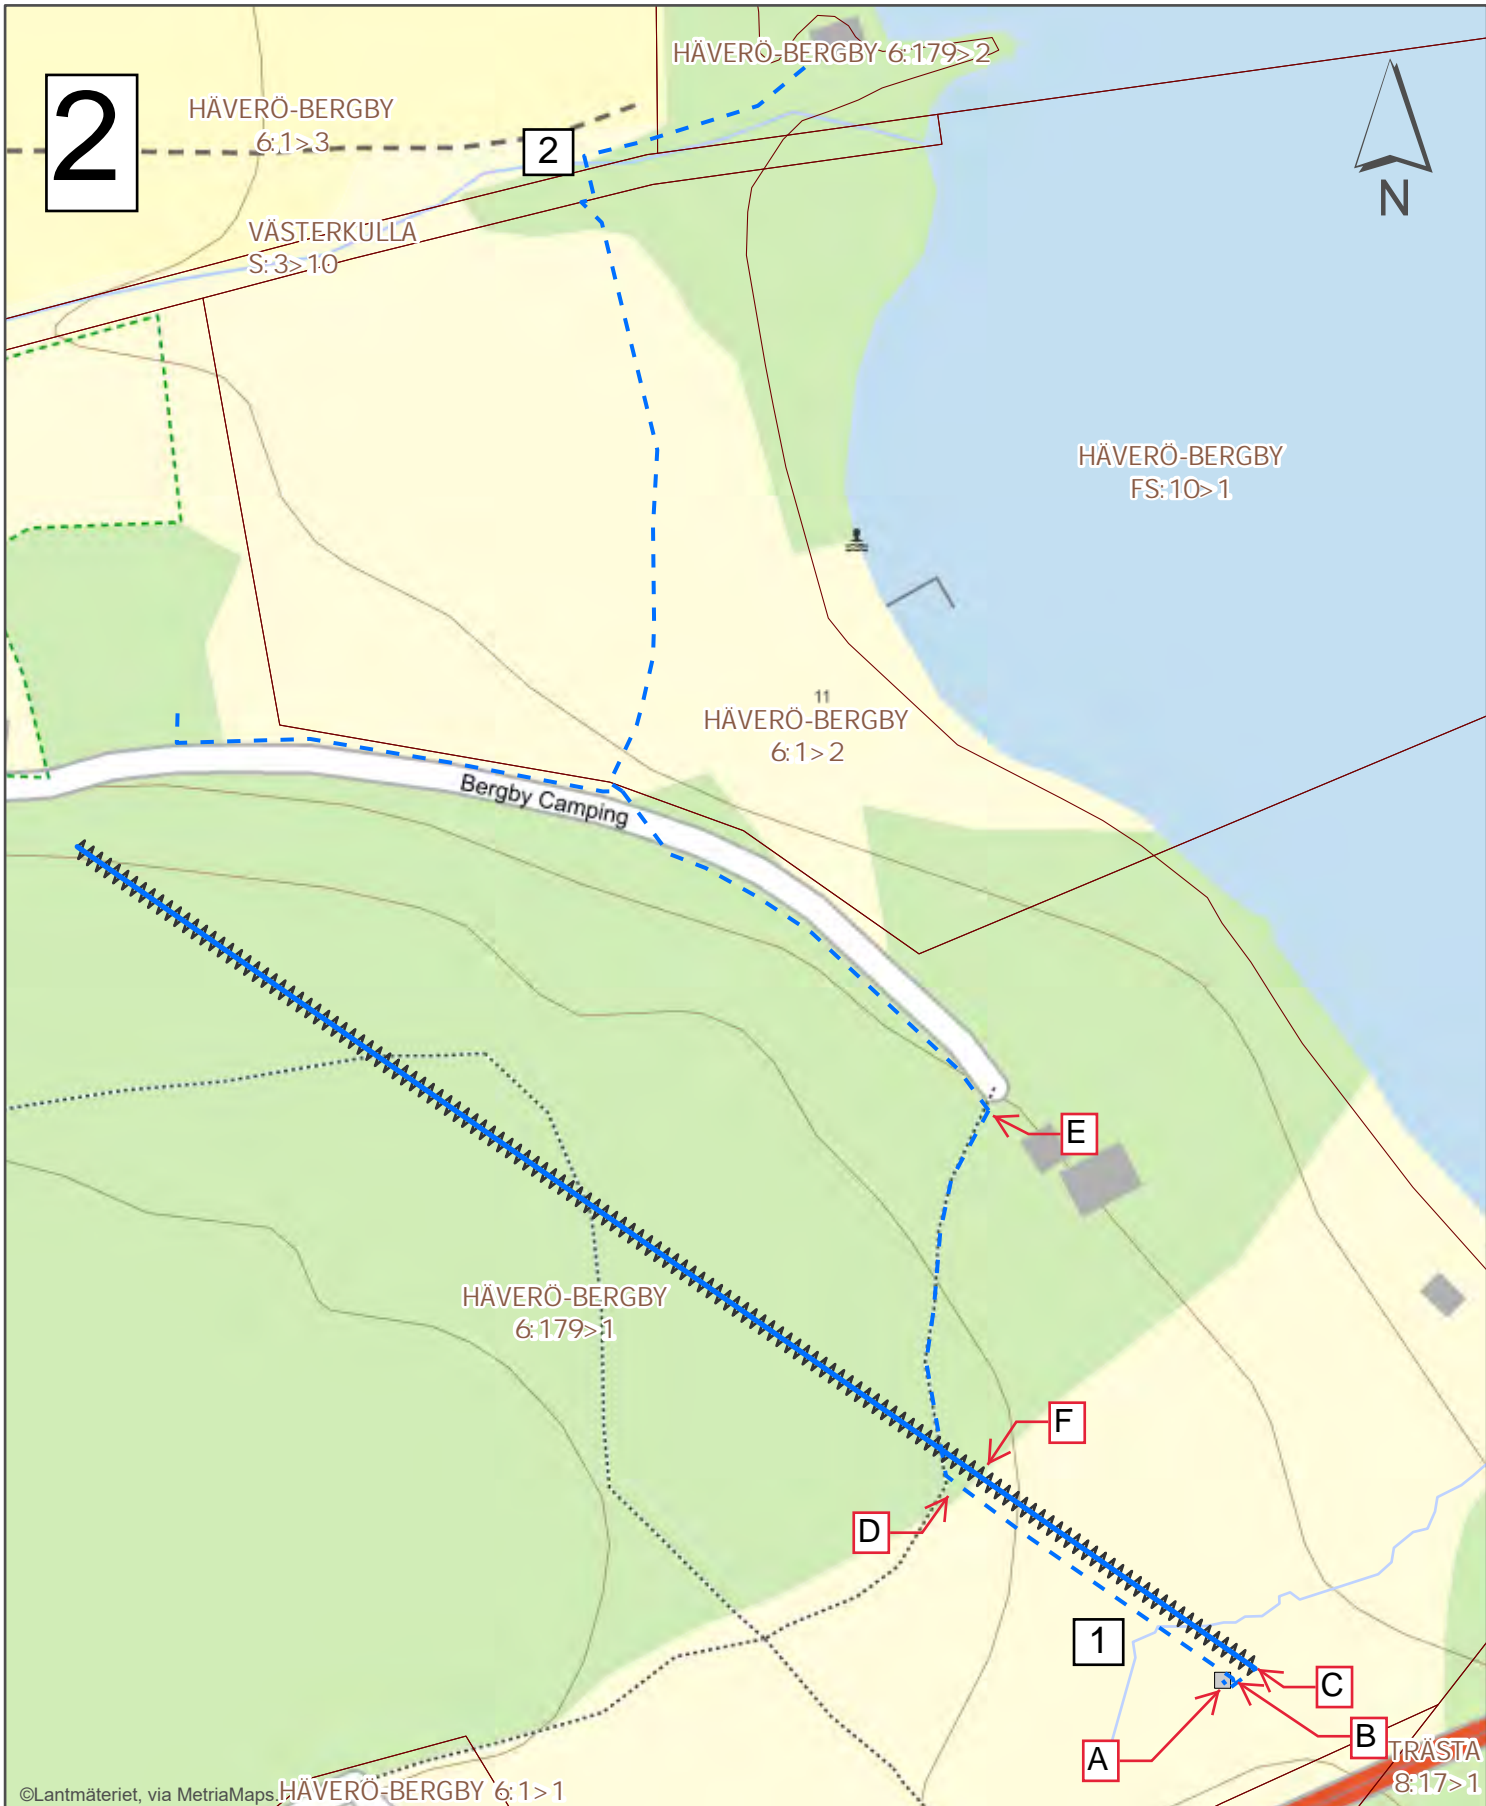 HÄVERÖ-BERGBY 6:179>2
2
HÄVERÖ-BERGBY
6:1>3
2
N
VÄSTERKULLA
S:3>10
HÄVERÖ-BERGBY
FS:10>1
11
HÄVERÖ-BERGBY
6:1>2
Bergby Camping
E
HÄVERÖ-BERGBY
6:179>1
F
D
1
C
B
A
TRÄSTA
8:17>1
©Lantmäteriet, via MetriaMaps.
HÄVERÖ-BERGBY 6:1>1